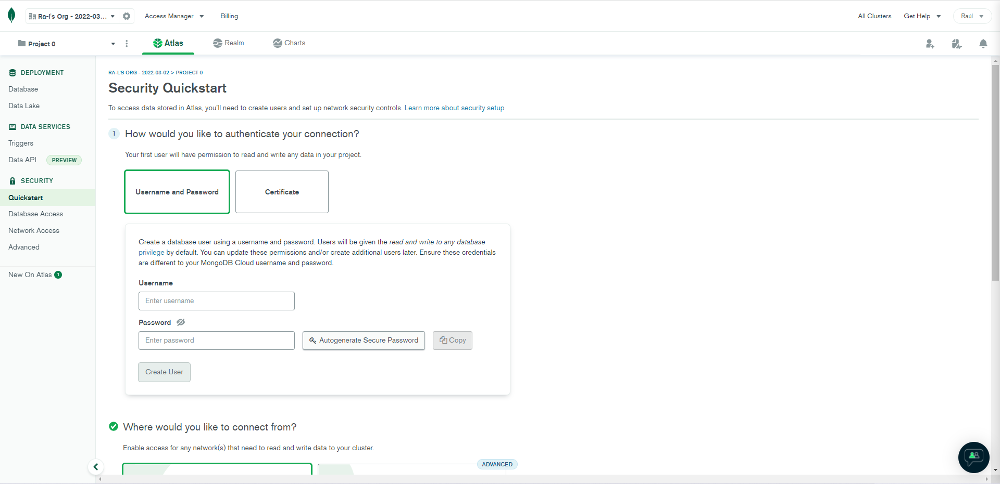 Ra-l's Org - 2022-03...
Access Manager
Billing
All Clusters
Get Help
Raúl
Project 0
Atlas
Realm
Charts
DEPLOYMENT
Database
Data Lake
DATA SERVICES
Triggers
Data API PREVIEW
SECURITY
Quickstart
Database Access
Network Access
Advanced
New On Atlas 1
RA-L'S ORG - 2022-03-02 > PROJECT 0
Security Quickstart
To access data stored in Atlas, you'll need to create users and set up network security controls. Learn more about security setup
1 How would you like to authenticate your connection?
Your first user will have permission to read and write any data in your project.
Username and Password
Certificate
Create a database user using a username and password. Users will be given the read and write to any database
privilege by default. You can update these permissions and/or create additional users later. Ensure these credentials
are different to your MongoDB Cloud username and password.
Username
Enter username
Password
Enter password
Autogenerate Secure Password
Copy
Create User
Where would you like to connect from?
Enable access for any network(s) that need to read and write data to your cluster.
ADVANCED